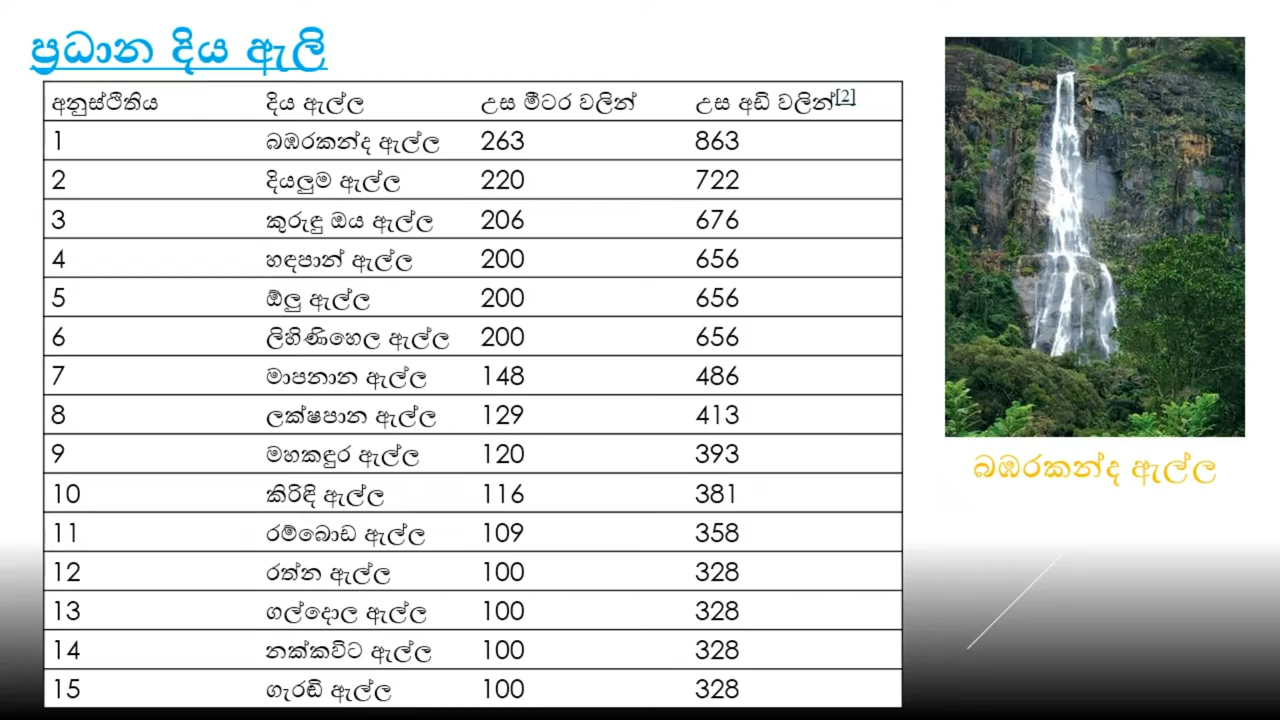 ප්‍රධාන දිය ඇලි
අනුස්ථිතිය දිය ඇල්ල උස මීටර වලින් උස අඩි වලින්[2]
1 බඹරකන්ද ඇල්ල 263 863
2 දියලුම ඇල්ල 220 722
3 කුරුඳු ඔය ඇල්ල 206 676
4 හඳපාන් ඇල්ල 200 656
5 ඕලු ඇල්ල 200 656
6 ලිහිණිහෙල ඇල්ල 200 656
7 මාපනාන ඇල්ල 148 486
8 ලක්ෂපාන ඇල්ල 129 413
9 මහකඳුර ඇල්ල 120 393
10 කිරිඳි ඇල්ල 116 381
11 රම්බොඩ ඇල්ල 109 358
12 රත්න ඇල්ල 100 328
13 ගල්දොල ඇල්ල 100 328
14 නක්කවිට ඇල්ල 100 328
15 ගැරඬි ඇල්ල 100 328
බඹරකන්ද ඇල්ල